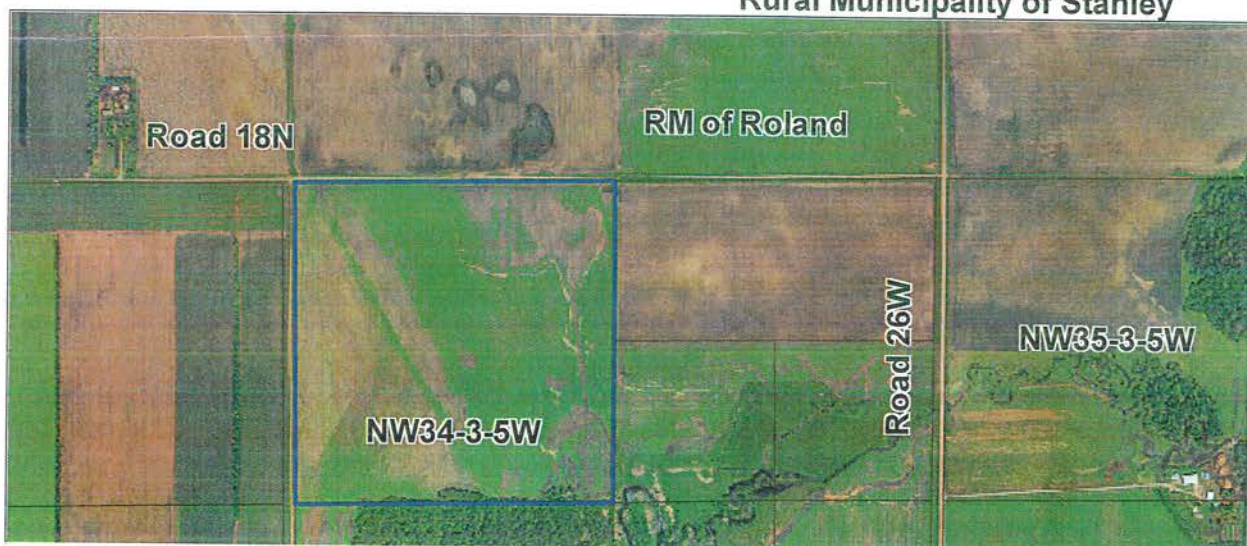 Rural Municipality of Stanley
Road 18N
RM of Roland
Road 26W
NW35-3-5W
NW34-3-5W